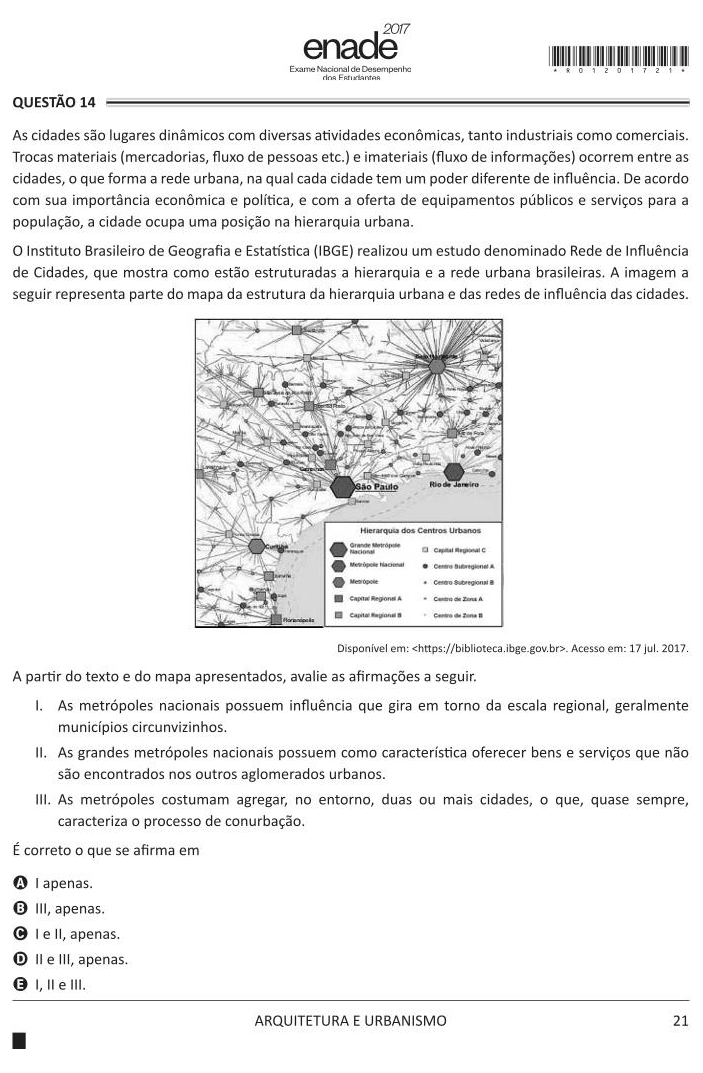 2017
enade
Exame Nacional de Desempenho
dos Estudantes
*R0120172 1*
QUESTÃO 14
As cidades são lugares dinâmicos com diversas atividades econômicas, tanto industriais como comerciais.
Trocas materiais (mercadorias, fluxo de pessoas etc.) e imateriais (fluxo de informações) ocorrem entre as
cidades, o que forma a rede urbana, na qual cada cidade tem um poder diferente de influência. De acordo
com sua importância econômica e política, e com a oferta de equipamentos públicos e serviços para a
população, a cidade ocupa uma posição na hierarquia urbana.
O Instituto Brasileiro de Geografia e Estatística (IBGE) realizou um estudo denominado Rede de Influência
de Cidades, que mostra como estão estruturadas a hierarquia e a rede urbana brasileiras. A imagem a
seguir representa parte do mapa da estrutura da hierarquia urbana e das redes de influência das cidades.
Belo Horizonte
Campinas
São Paulo
Rio de Janeiro
Curitiba
Florianópolis
Hierarquia dos Centros Urbanos
Grande Metrópole
Nacional
Metrópole Nacional
Metrópole
Capital Regional A
Capital Regional B
Capital Regional C
Centro Subregional A
Centro Subregional B
Centro de Zona A
Centro de Zona B
Disponível em: <https://biblioteca.ibge.gov.br>. Acesso em: 17 jul. 2017.
A partir do texto e do mapa apresentados, avalie as afirmações a seguir.
I. As metrópoles nacionais possuem influência que gira em torno da escala regional, geralmente
municípios circunvizinhos.
II. As grandes metrópoles nacionais possuem como característica oferecer bens e serviços que não
são encontrados nos outros aglomerados urbanos.
III. As metrópoles costumam agregar, no entorno, duas ou mais cidades, o que, quase sempre,
caracteriza o processo de conurbação.
É correto o que se afirma em
A I apenas.
B III, apenas.
C I e II, apenas.
D II e III, apenas.
E I, II e III.
ARQUITETURA E URBANISMO
21